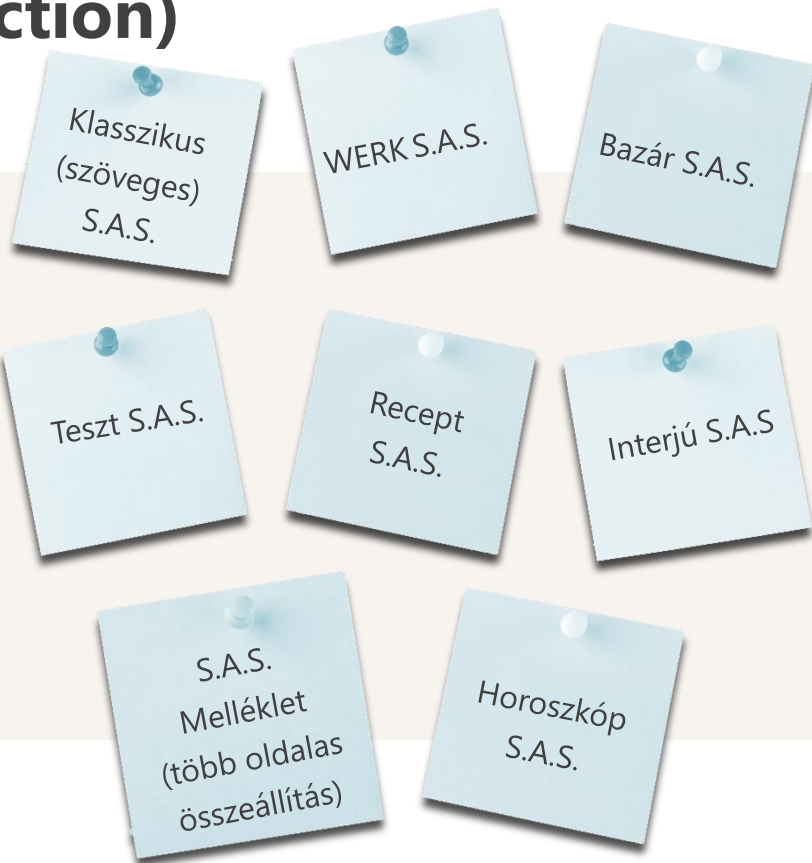 ction)
Klasszikus
(szöveges)
S.A.S.
WERK S.A.S.
Bazár S.A.S.
Teszt S.A.S.
Recept
S.A.S.
Interjú S.A.S
S.A.S.
Melléklet
(több oldalas
összeállítás)
Horoszkóp
S.A.S.